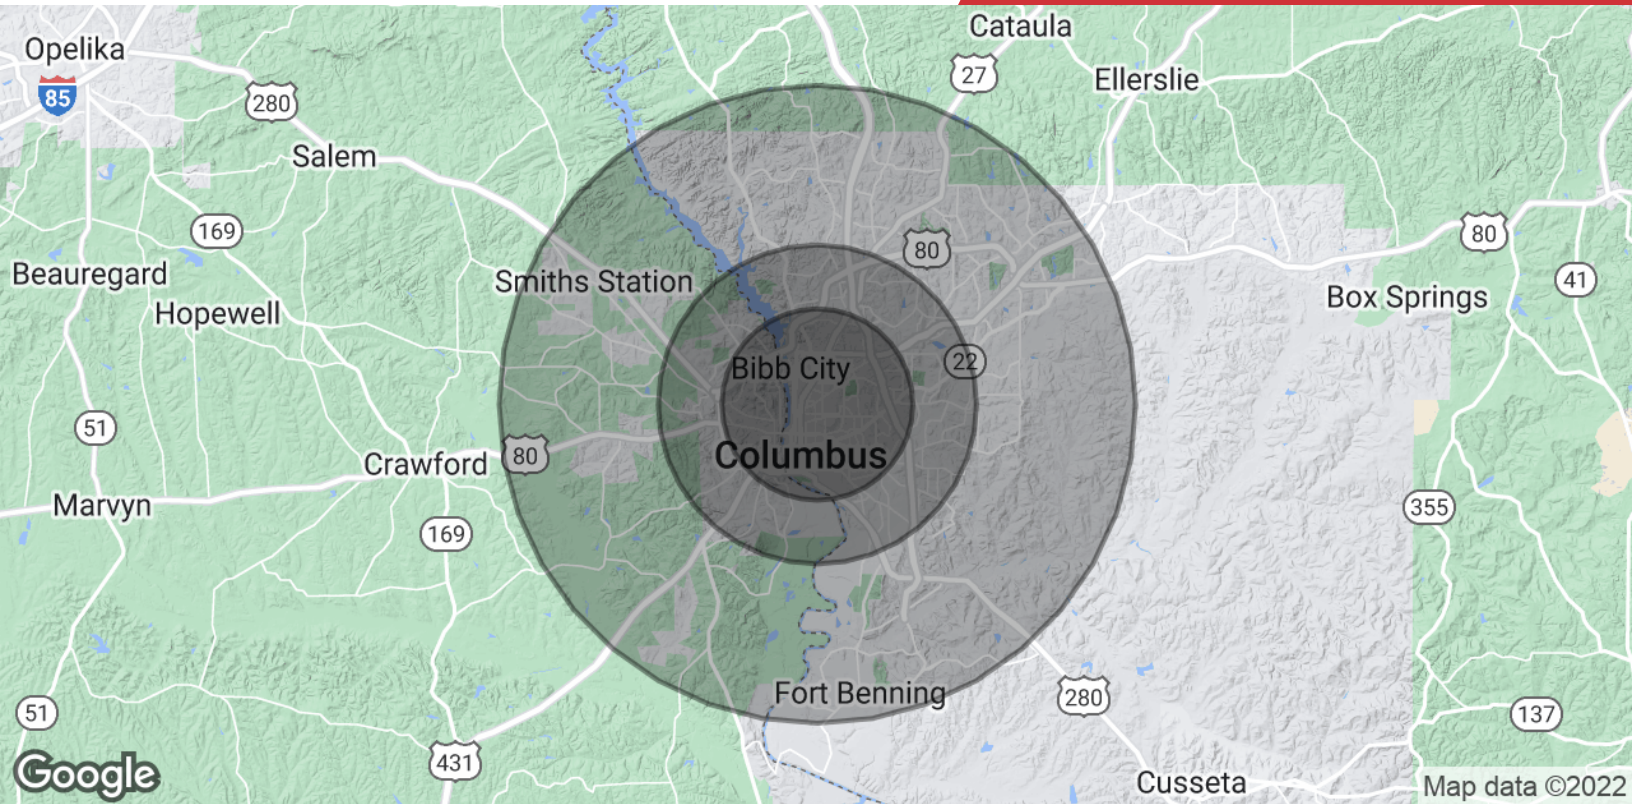 Cataula
Opelika
27
Ellerslie
85
280
Salem
169
80
80
Beauregard
Smiths Station
41
Box Springs
Hopewell
Bibb City
22
51
Columbus
80
Crawford
Marvyn
355
169
Fort Benning
280
51
137
431
Google
Cusseta
Map data ©2022